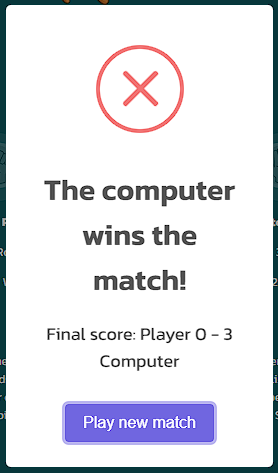 The computer
wins the
match!
Final score: Player 0 - 3
Computer
Play new match